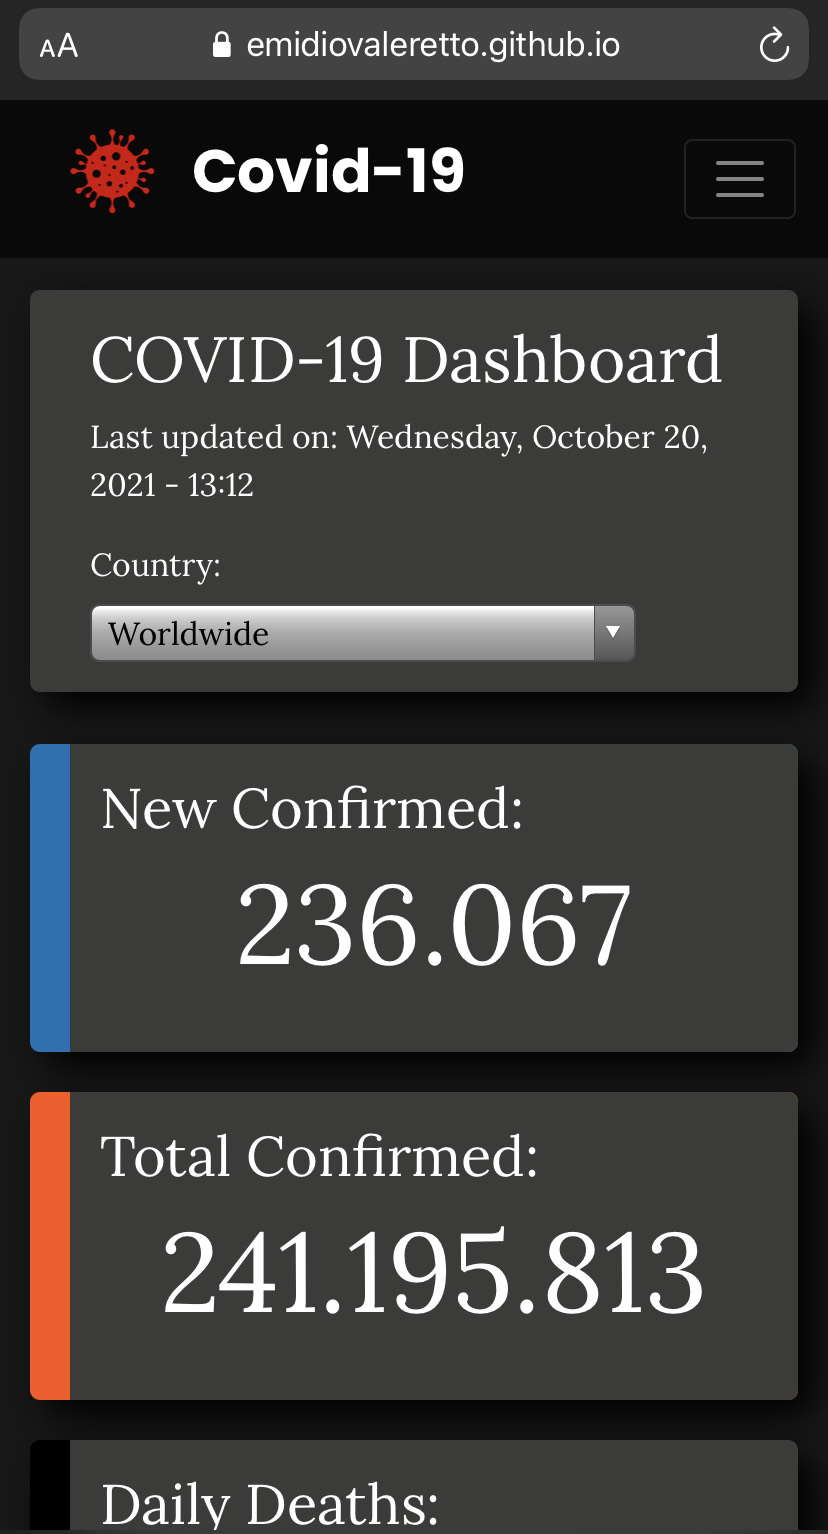 AA emidiovaleretto.github.io
Covid-19
COVID-19 Dashboard
Last updated on: Wednesday, October 20,
2021 - 13:12
Country:
Worldwide
New Confirmed:
236.067
Total Confirmed:
241.195.813
Daily Deaths: